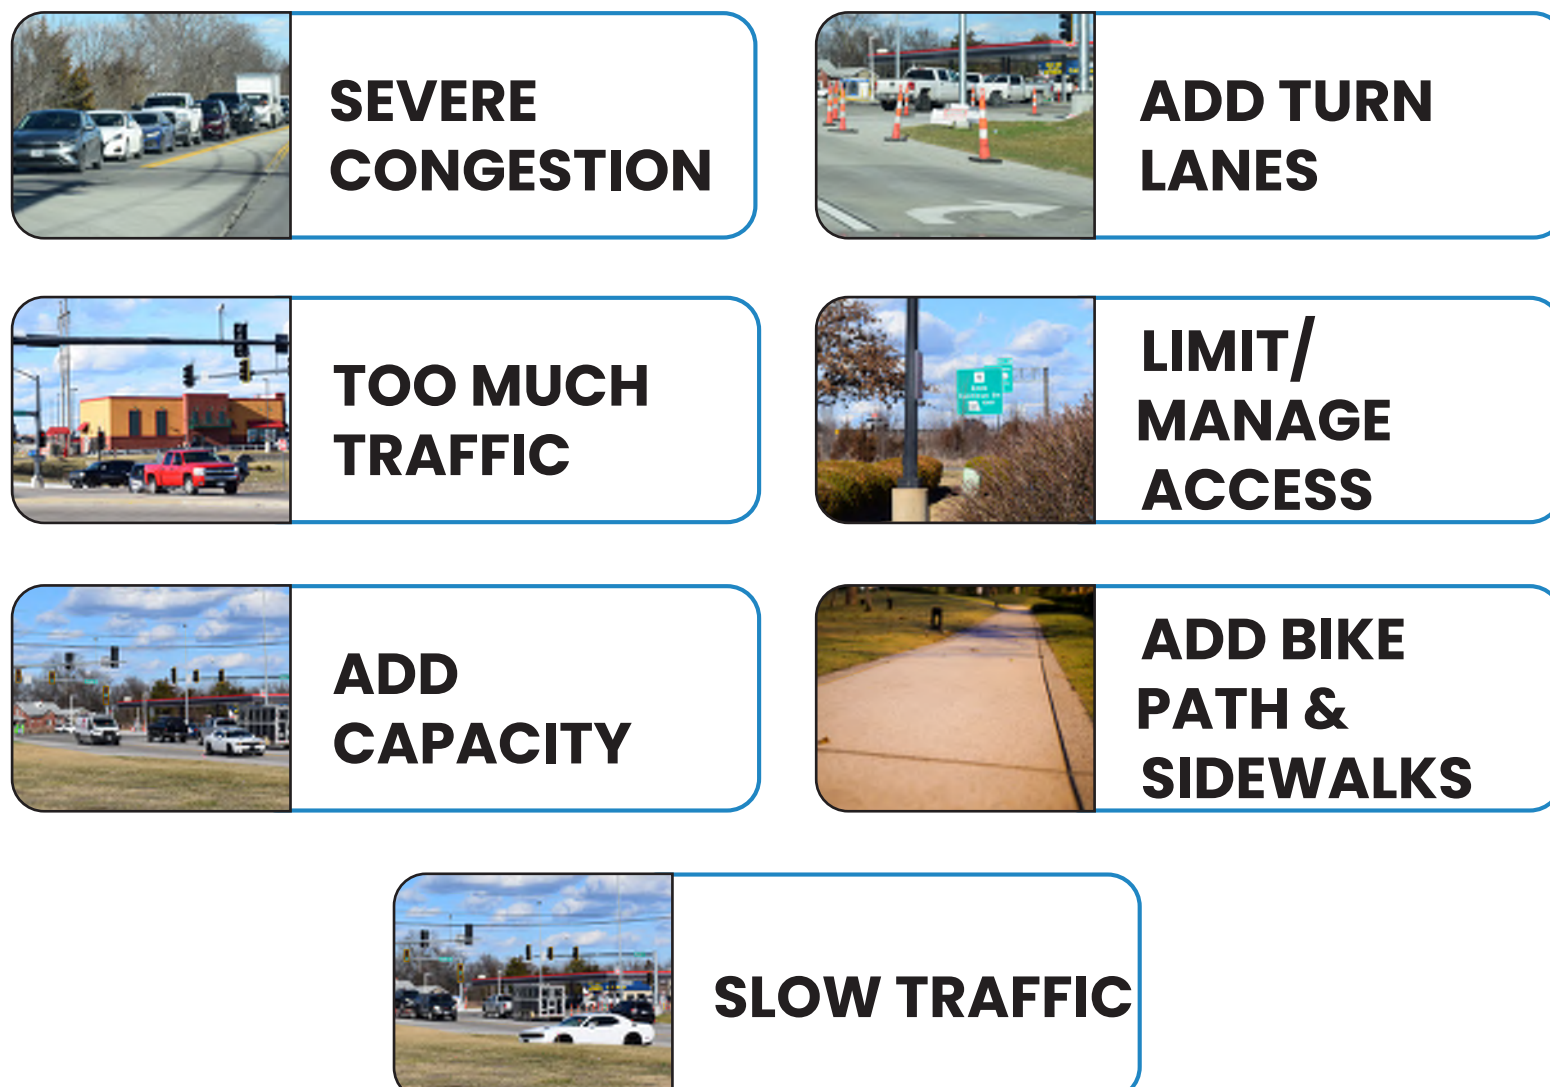 SEVERE
CONGESTION
ADD TURN
LANES
TOO MUCH
TRAFFIC
LIMIT/
MANAGE
ACCESS
ADD
CAPACITY
ADD BIKE
PATH &
SIDEWALKS
SLOW TRAFFIC